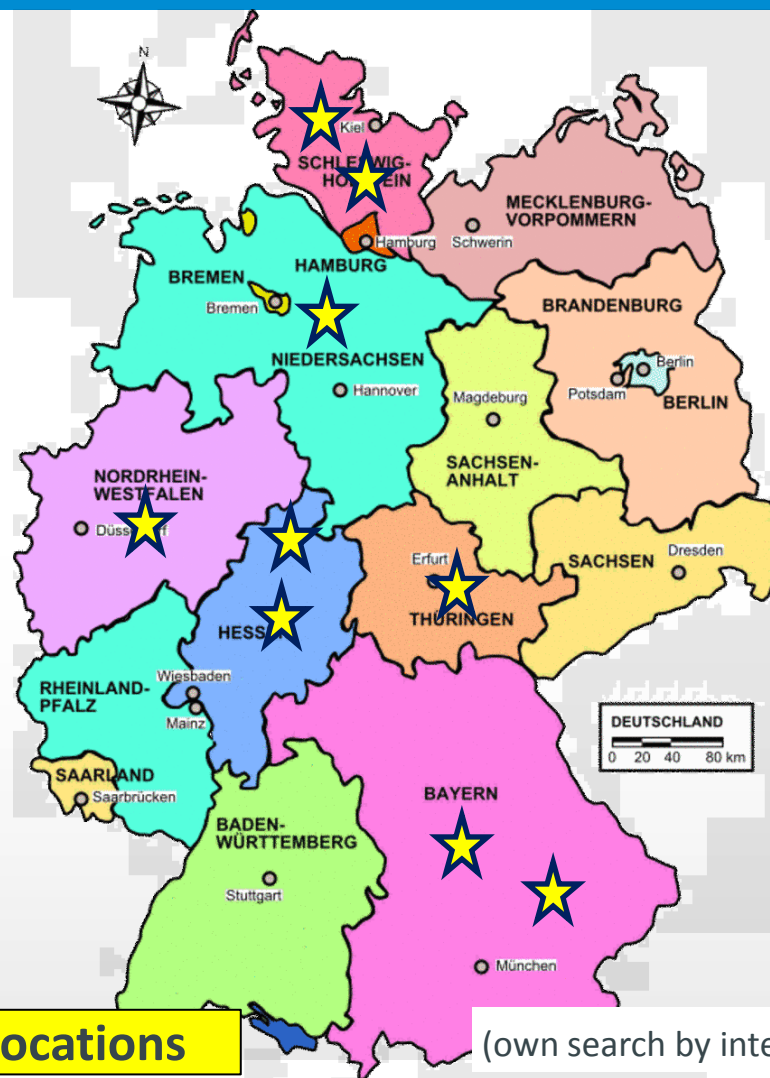 N
Kiel
SCHLESWIG-
HOLSTEIN
MECKLENBURG-
VORPOMMERN
Hamburg
Schwerin
BREMEN
HAMBURG
Bremen
BRANDENBURG
NIEDERSACHSEN
Hannover
Berlin
Potsdam
BERLIN
Magdeburg
SACHSEN-
ANHALT
NORDRHEIN-
WESTFALEN
Düsseldorf
Erfurt
SACHSEN
Dresden
THÜRINGEN
HESSEN
Wiesbaden
Mainz
RHEINLAND-
PFALZ
DEUTSCHLAND
0 20 40 80 km
SAARLAND
Saarbrücken
BAYERN
BADEN-
WÜRTTEMBERG
Stuttgart
München
ocations
(own search by inte